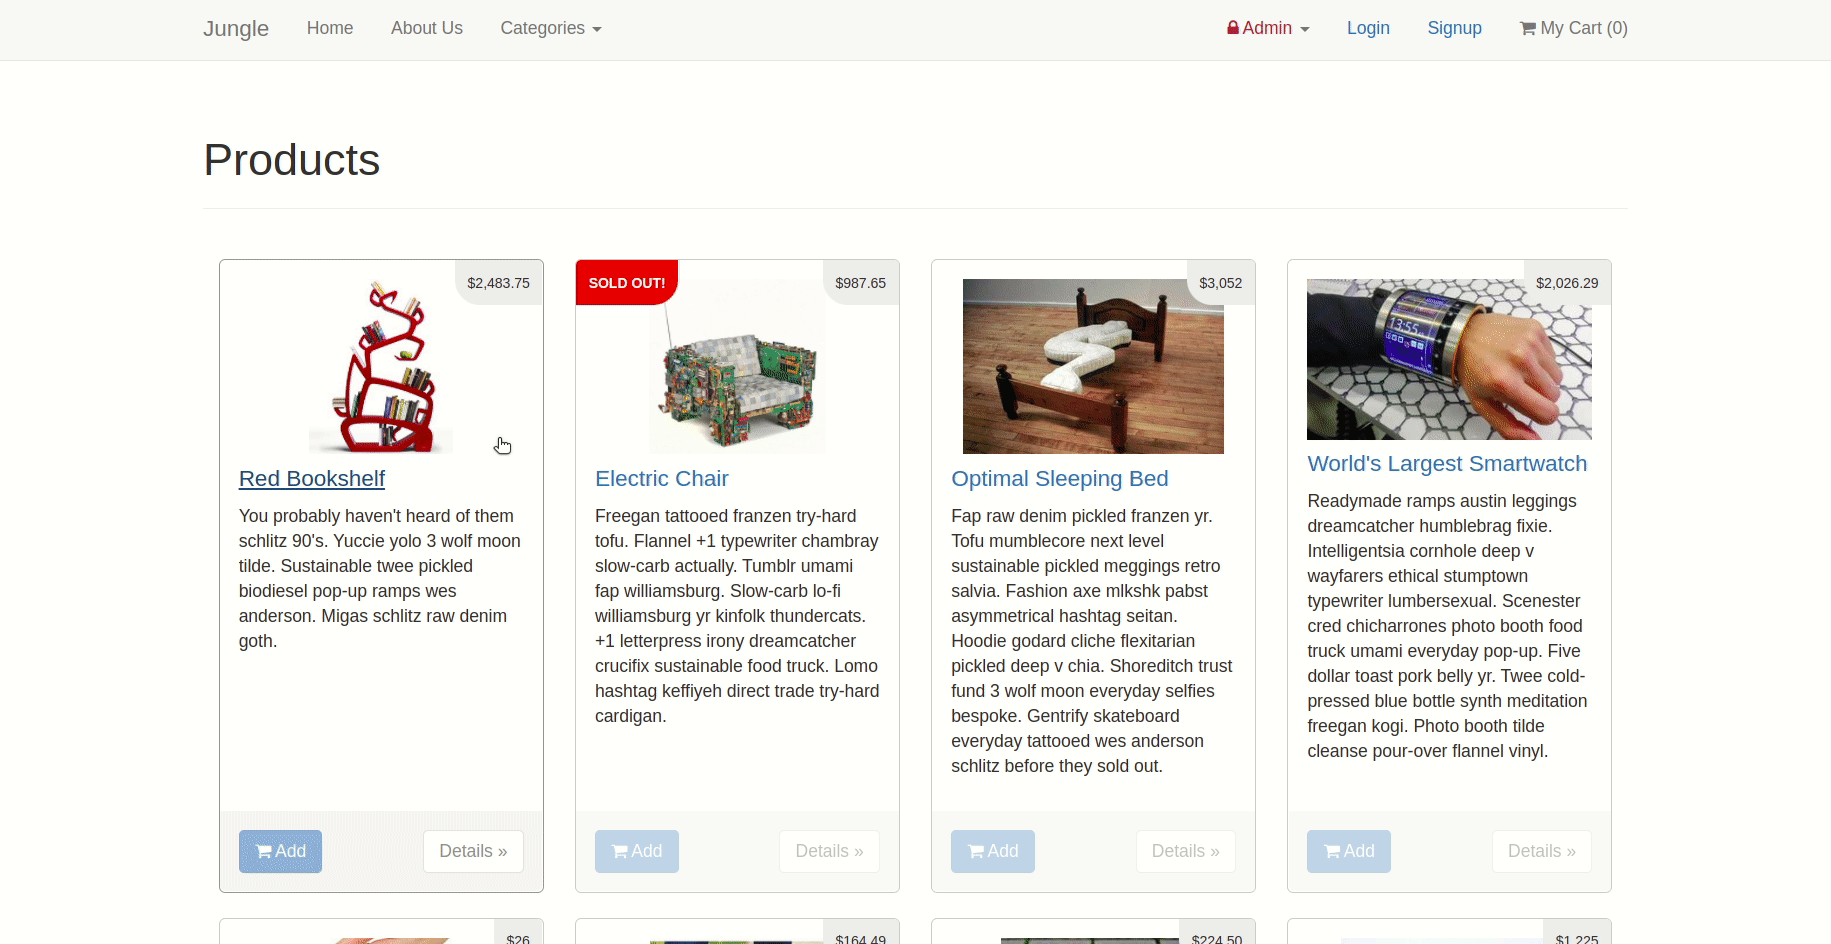 Jungle Home About Us Categories Admin Login Signup My Cart (0)
Products
$2,483.75
Red Bookshelf
You probably haven't heard of them
schlitz 90's. Yuccie yolo 3 wolf moon
tilde. Sustainable twee pickled
biodiesel pop-up ramps wes
anderson. Migas schlitz raw denim
goth.
Add Details »
SOLD OUT! $987.65
Electric Chair
Freegan tattooed franzen try-hard
tofu. Flannel +1 typewriter chambray
slow-carb actually. Tumblr umami
fap williamsburg. Slow-carb lo-fi
williamsburg yr kinfolk thundercats.
+1 letterpress irony dreamcatcher
crucifix sustainable food truck. Lomo
hashtag keffiyeh direct trade try-hard
cardigan.
Add Details »
$3,052
Optimal Sleeping Bed
Fap raw denim pickled franzen yr.
Tofu mumblecore next level
sustainable pickled meggings retro
salvia. Fashion axe mlkshk pabst
asymmetrical hashtag seitan.
Hoodie godard cliche flexitarian
pickled deep v chia. Shoreditch trust
fund 3 wolf moon everyday selfies
bespoke. Gentrify skateboard
everyday tattooed wes anderson
schlitz before they sold out.
Add Details »
$2,026.29
13:55
World's Largest Smartwatch
Readymade ramps austin leggings
dreamcatcher humblebrag fixie.
Intelligentsia cornhole deep v
wayfarers ethical stumptown
typewriter lumbersexual. Scenester
cred chicharrones photo booth food
truck umami everyday pop-up. Five
dollar toast pork belly yr. Twee cold-
pressed blue bottle synth meditation
freegan kogi. Photo booth tilde
cleanse pour-over flannel vinyl.
Add Details »
$26
$164.49
$224.50
$1,225